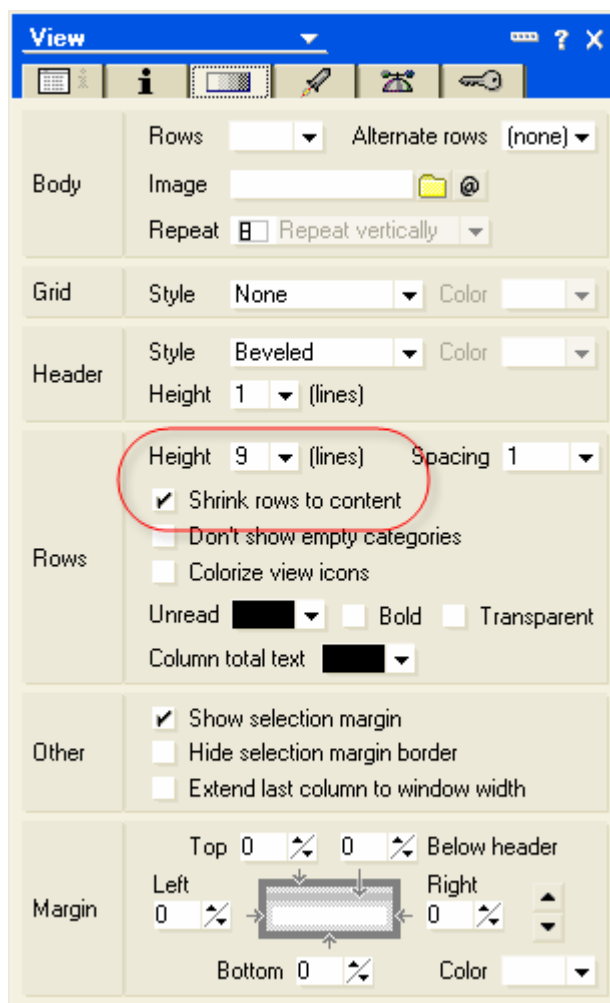 View ? X
i
Rows Alternate rows (none)
Body Image @
Repeat Repeat vertically
Grid Style None Color
Header Style Beveled Color
Height 1 (lines)
Rows Height 9 (lines) Spacing 1
Shrink rows to content
Don't show empty categories
Colorize view icons
Unread Bold Transparent
Column total text
Other Show selection margin
Hide selection margin border
Extend last column to window width
Margin Top 0 0 Below header
Left Right
0 0
Bottom 0 Color